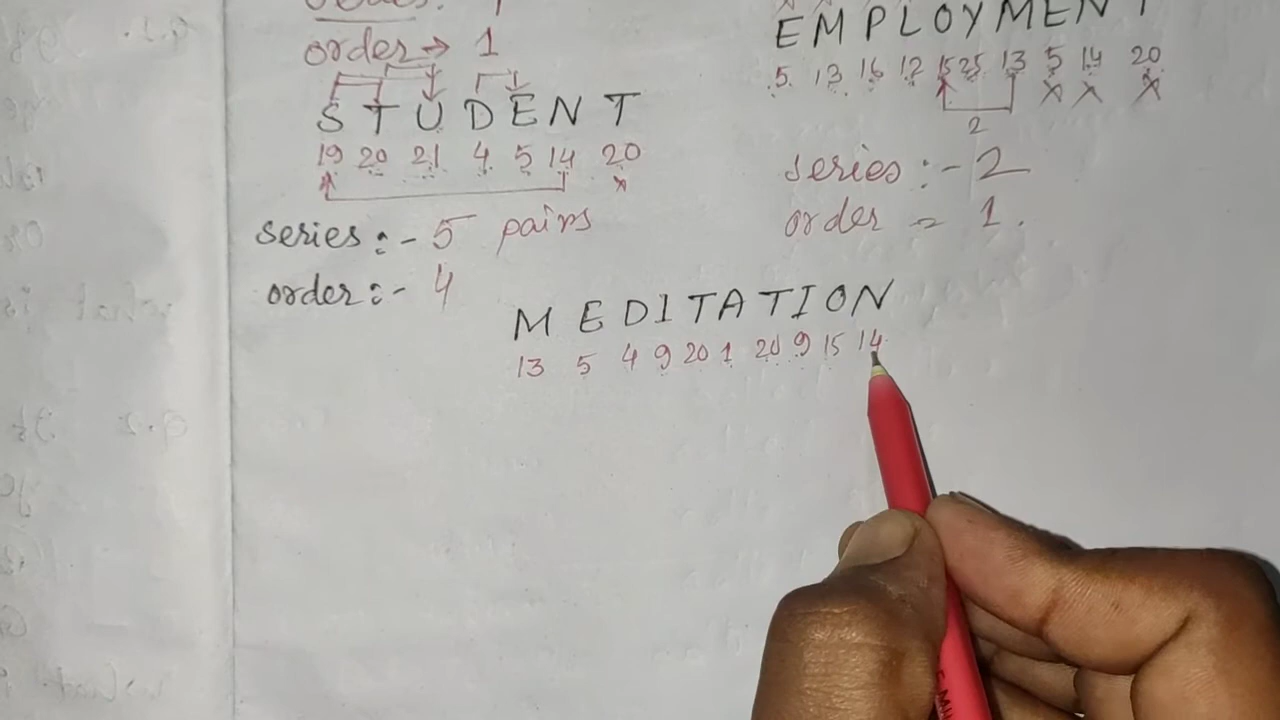 order → 1
S T U D E N T
19 20 21 4 5 14 20
series :- 5 pairs
order :- 4
EMPLOYMENT
5 13 16 12 15 25 13 5 14 20
x x x
2
series :- 2
order = 1.
MEDITATION
13 5 4 9 20 1 20 9 15 14